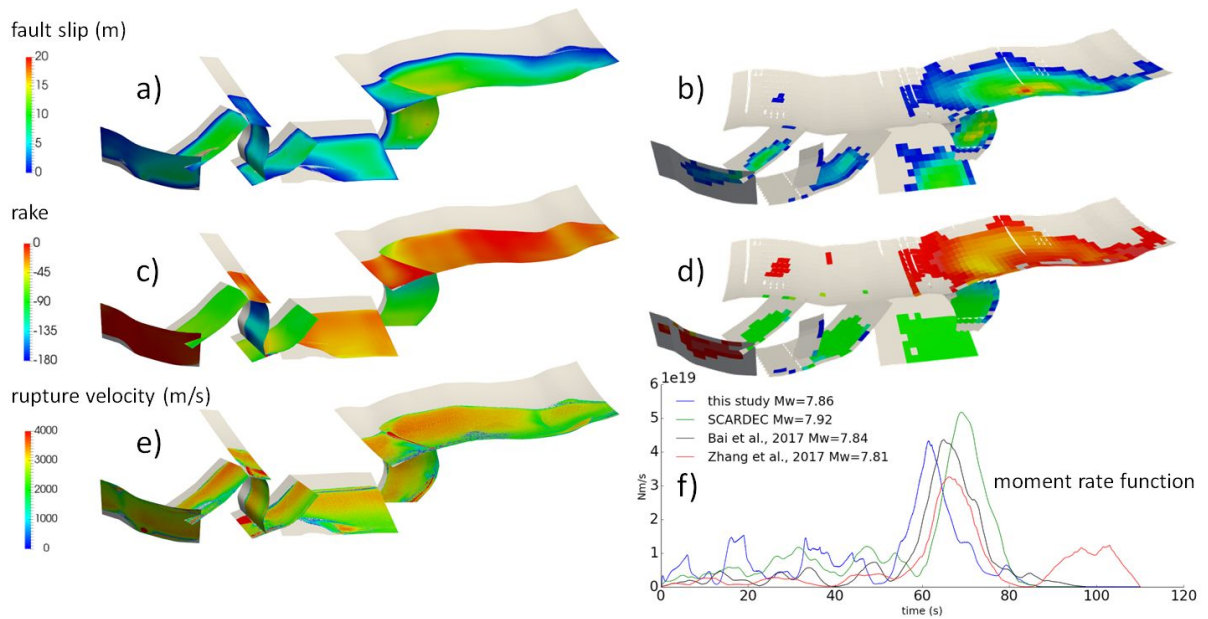 fault slip (m)
20
15
10
5
0
a)
b)
rake
0
-45
-90
-135
-180
c)
d)
rupture velocity (m/s)
4000
3000
2000
1000
0
e)
1e19
6
5
4
3
2
1
0
Nm/s
this study Mw=7.86
SCARDEC Mw=7.92
Bai et al., 2017 Mw=7.84
Zhang et al., 2017 Mw=7.81
f)
moment rate function
0 20 40 60 80 100 120
time (s)